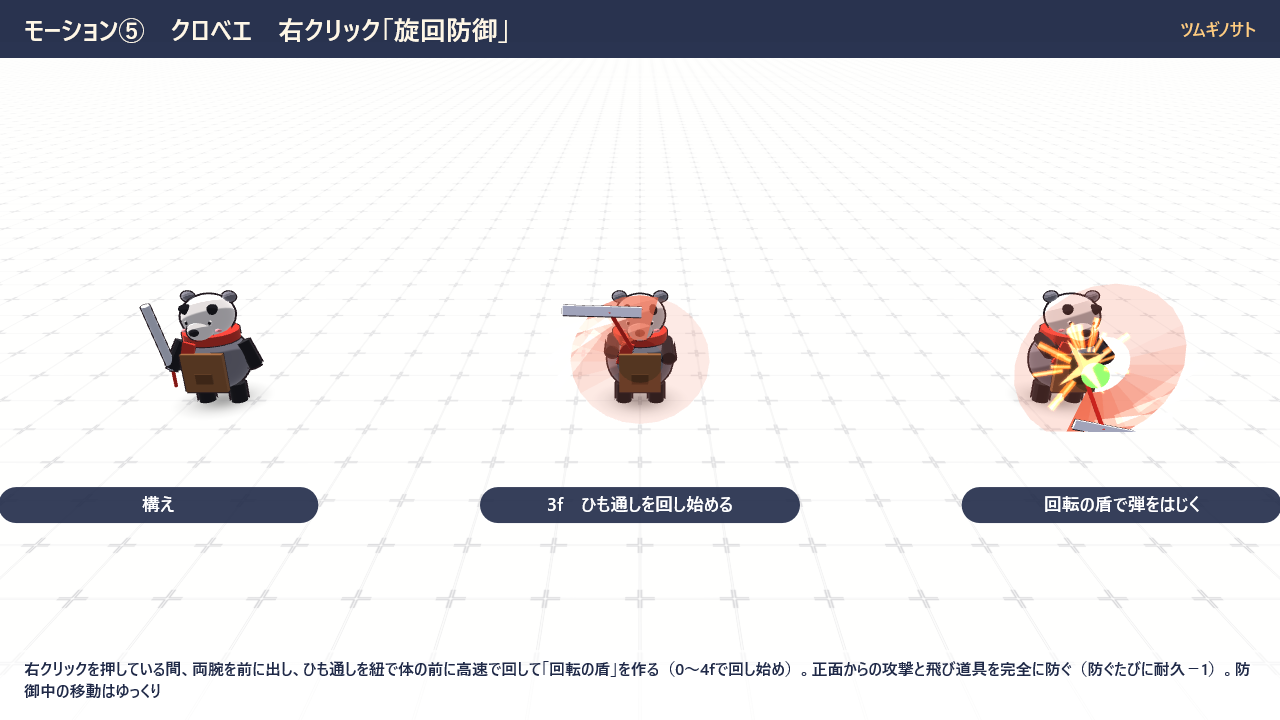 モーション⑤　クロベエ　右クリック「旋回防御」
ツムギノサト
構え
3f　ひも通しを回し始める
回転の盾で弾をはじく
右クリックを押している間、両腕を前に出し、ひも通しを紐で体の前に高速で回して「回転の盾」を作る（0〜4fで回し始め）。正面からの攻撃と飛び道具を完全に防ぐ（防ぐたびに耐久－1）。防
御中の移動はゆっくり